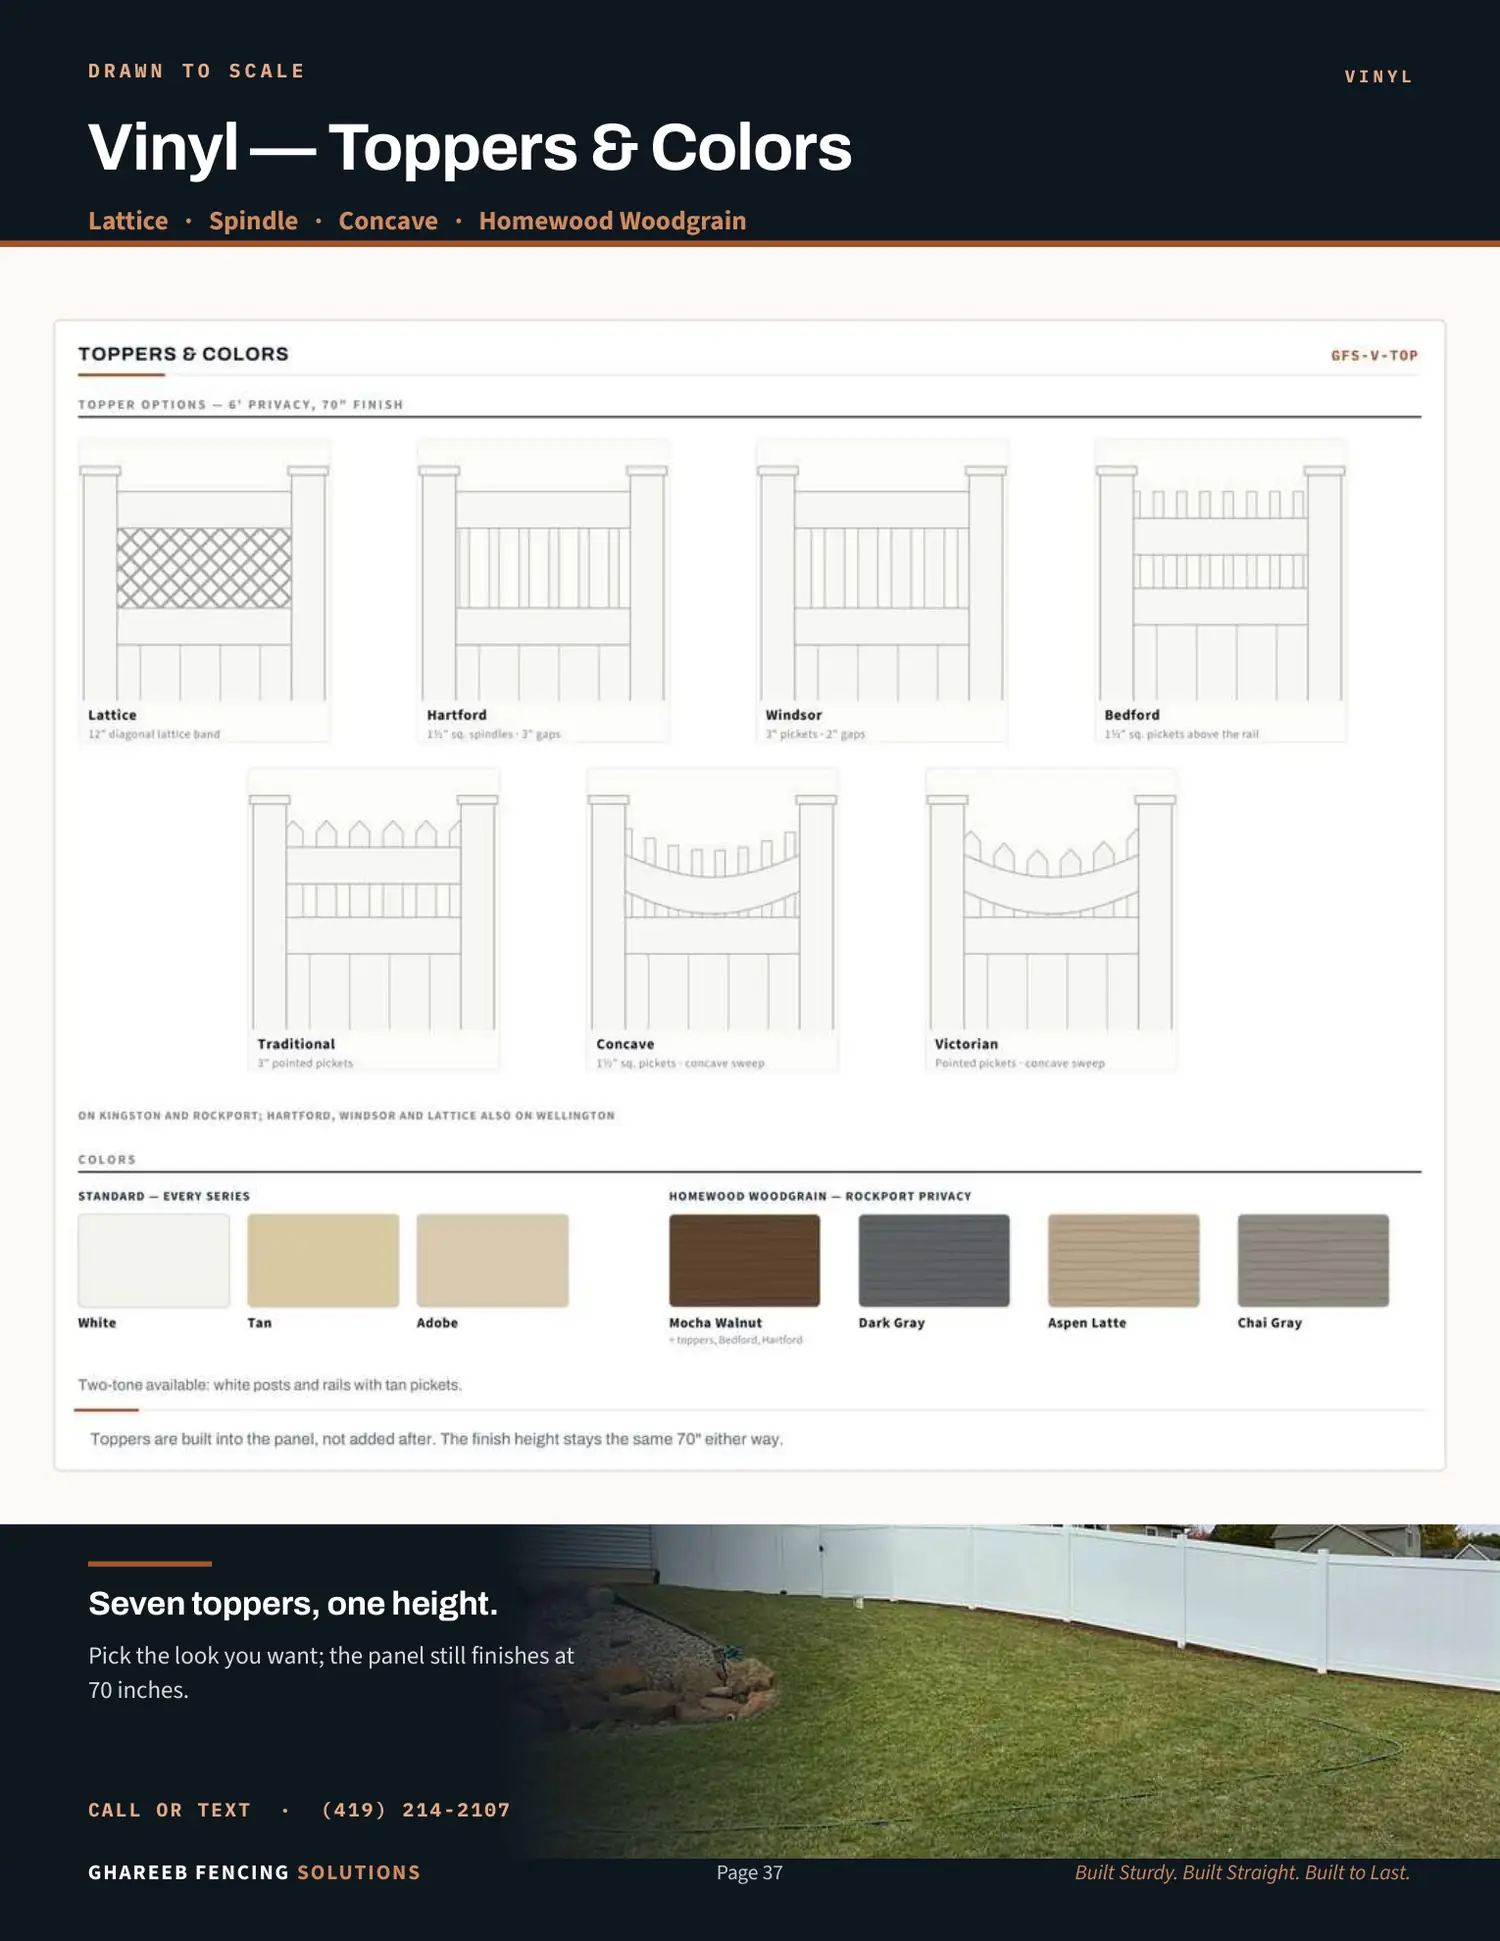 DRAWN TO SCALE
VINYL
Vinyl — Toppers & Colors
Lattice · Spindle · Concave · Homewood Woodgrain
TOPPERS & COLORS
GFS-V-TOP
TOPPER OPTIONS — 6' PRIVACY, 70" FINISH
Lattice
12" diagonal lattice band
Hartford
1½" sq. spindles · 3" gaps
Windsor
3" pickets · 2" gaps
Bedford
1½" sq. pickets above the rail
Traditional
3" pointed pickets
Concave
1½" sq. pickets · concave sweep
Victorian
Pointed pickets · concave sweep
ON KINGSTON AND ROCKPORT; HARTFORD, WINDSOR AND LATTICE ALSO ON WELLINGTON
COLORS
STANDARD — EVERY SERIES
White
Tan
Adobe
HOMEWOOD WOODGRAIN — ROCKPORT PRIVACY
Mocha Walnut
+ toppers, Bedford, Hartford
Dark Gray
Aspen Latte
Chai Gray
Two-tone available: white posts and rails with tan pickets.
Toppers are built into the panel, not added after. The finish height stays the same 70" either way.
Seven toppers, one height.
Pick the look you want; the panel still finishes at
70 inches.
CALL OR TEXT · (419) 214-2107
GHAREEB FENCING SOLUTIONS
Page 37
Built Sturdy. Built Straight. Built to Last.